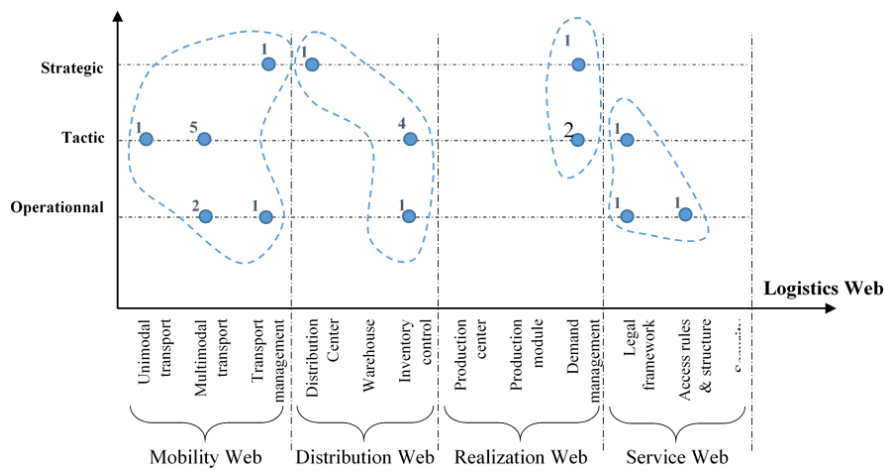 1
1
1
Strategic
1
5
4
2
1
Tactic
2
1
1
1
1
Operationnal
Logistics Web
Unimodal
transport
Multimodal
transport
Transport
management
Distribution
Center
Warehouse
Inventory
control
Production
center
Production
module
Demand
management
Legal
framework
Access rules
& structure
Mobility Web
Distribution Web
Realization Web
Service Web